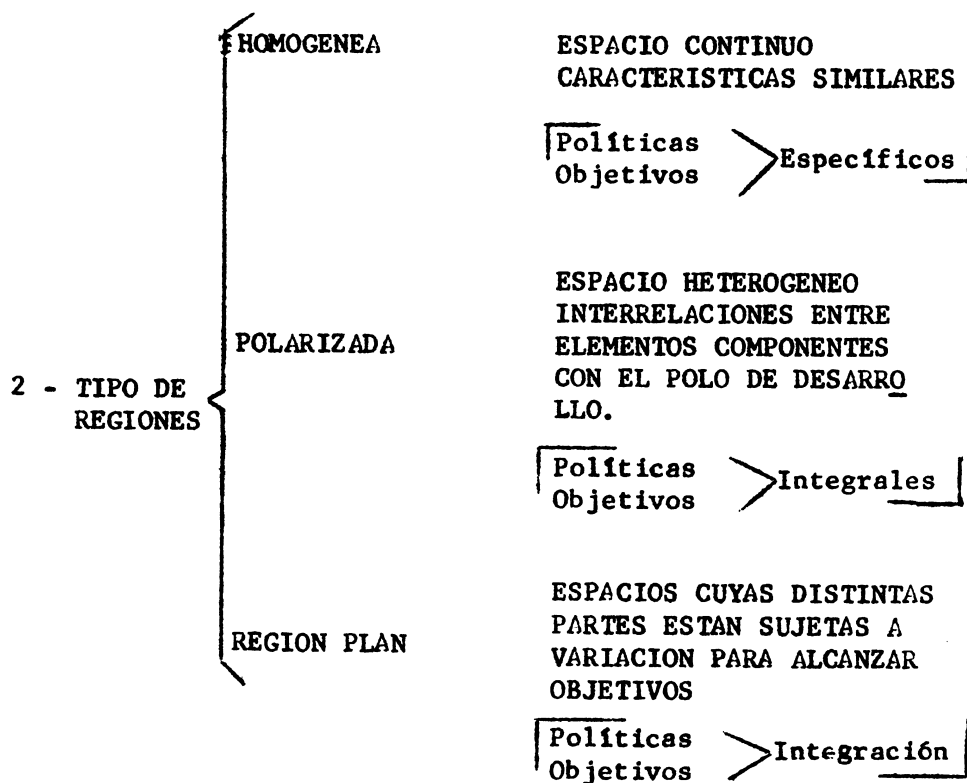 HOMOGENEA
ESPACIO CONTINUO
CARACTERISTICAS SIMILARES
Políticas
Objetivos
Específicos
2 - TIPO DE
REGIONES
POLARIZADA
ESPACIO HETEROGENEO
INTERRELACIONES ENTRE
ELEMENTOS COMPONENTES
CON EL POLO DE DESARRO
LLO.
Políticas
Objetivos
Integrales
REGION PLAN
ESPACIOS CUYAS DISTINTAS
PARTES ESTAN SUJETAS A
VARIACION PARA ALCANZAR
OBJETIVOS
Políticas
Objetivos
Integración